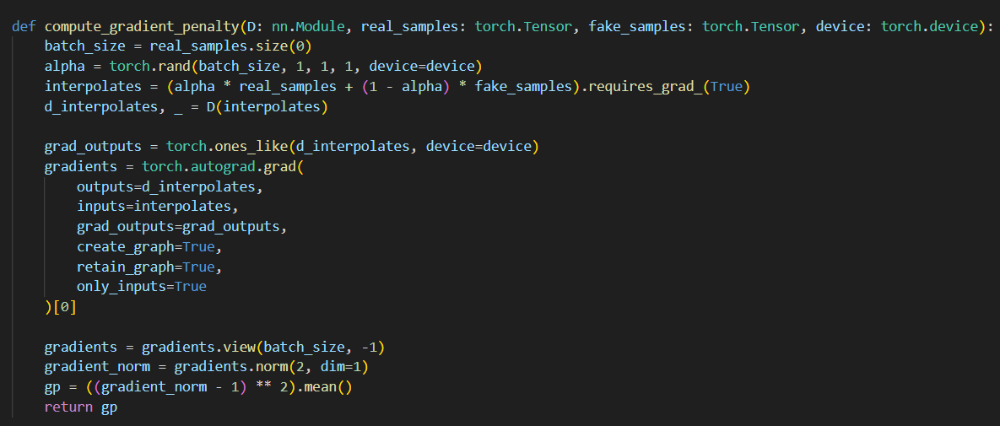 def compute_gradient_penalty(D: nn.Module, real_samples: torch.Tensor, fake_samples: torch.Tensor, device: torch.device):
    batch_size = real_samples.size(0)
    alpha = torch.rand(batch_size, 1, 1, 1, device=device)
    interpolates = (alpha * real_samples + (1 - alpha) * fake_samples).requires_grad_(True)
    d_interpolates, _ = D(interpolates)

    grad_outputs = torch.ones_like(d_interpolates, device=device)
    gradients = torch.autograd.grad(
        outputs=d_interpolates,
        inputs=interpolates,
        grad_outputs=grad_outputs,
        create_graph=True,
        retain_graph=True,
        only_inputs=True
    )[0]

    gradients = gradients.view(batch_size, -1)
    gradient_norm = gradients.norm(2, dim=1)
    gp = ((gradient_norm - 1) ** 2).mean()
    return gp